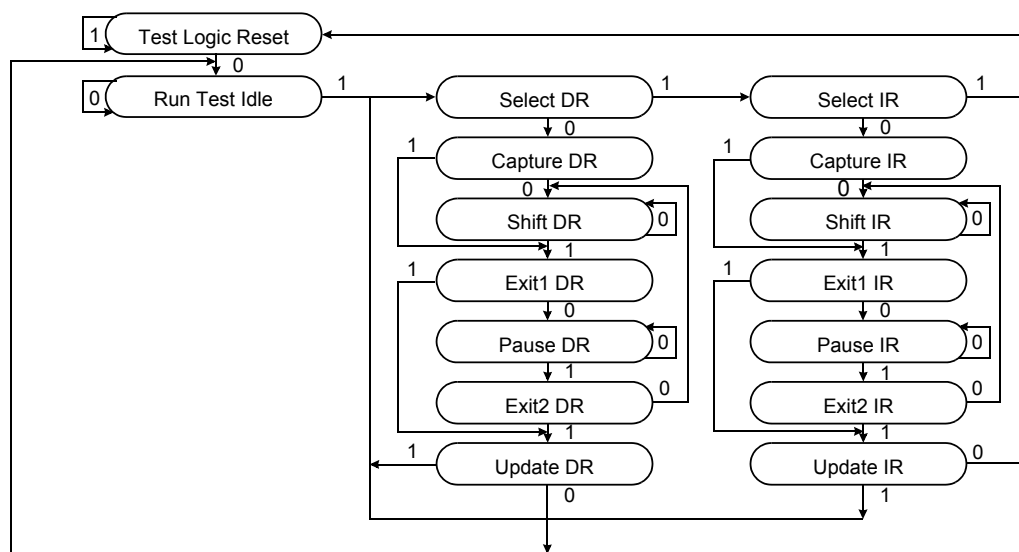 1 Test Logic Reset
0
0 Run Test Idle 1 Select DR 1 Select IR 1
0 0
1 Capture DR 1 Capture IR
0 0
Shift DR 0 Shift IR 0
1 1
1 Exit1 DR 1 Exit1 IR
0 0
Pause DR 0 Pause IR 0
1 1
Exit2 DR 0 Exit2 IR 0
1 1
1 Update DR Update IR 0
0 1